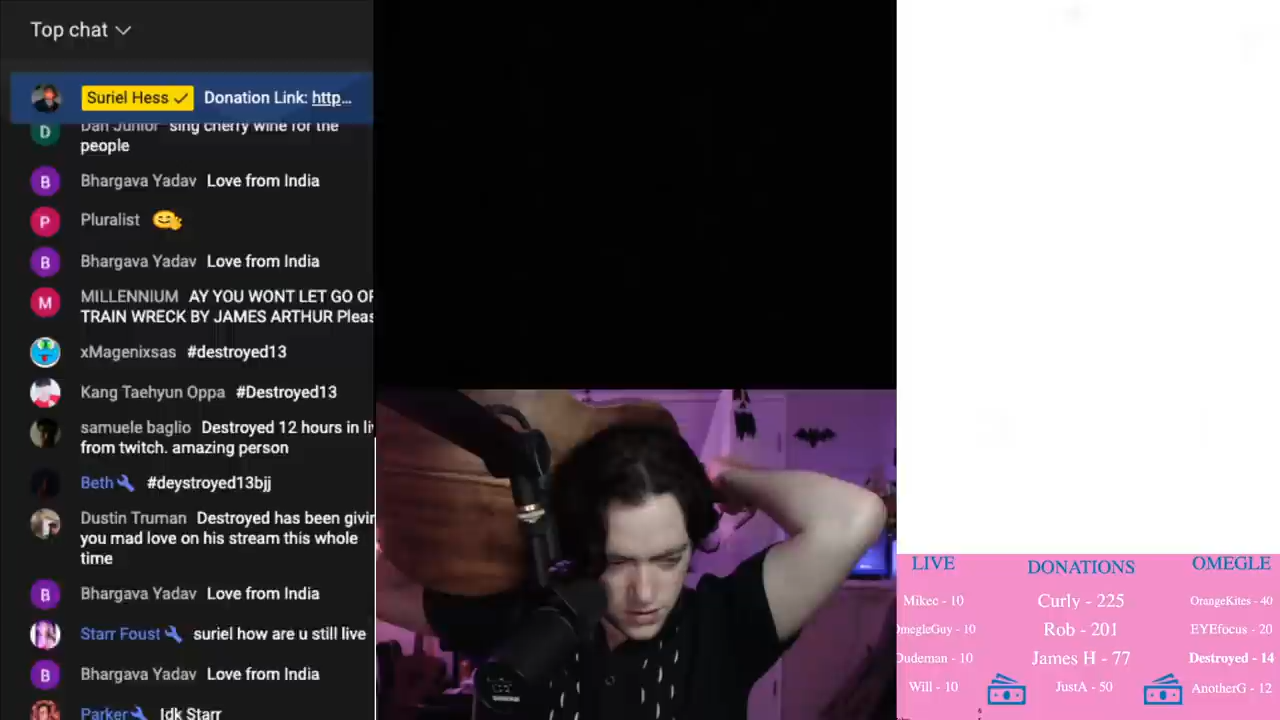 Top chat
Suriel Hess Donation Link: http...
Dan Junior sing cherry wine for the
people
Bhargava Yadav Love from India
Pluralist
Bhargava Yadav Love from India
MILLENNIUM AY YOU WONT LET GO OR
TRAIN WRECK BY JAMES ARTHUR Pleas
xMagenixsas #destroyed13
Kang Taehyun Oppa #Destroyed13
samuele baglio Destroyed 12 hours in li
from twitch. amazing person
Beth #deystroyed13bjj
Dustin Truman Destroyed has been givin
you mad love on his stream this whole
time
Bhargava Yadav Love from India
Starr Foust suriel how are u still live
Bhargava Yadav Love from India
Parker Idk Starr
D
B
P
B
M
B
B
LIVE
Mikec - 10
OmegleGuy - 10
Dudeman - 10
Will - 10
DONATIONS
Curly - 225
Rob - 201
James H - 77
JustA - 50
OMEGLE
OrangeKites - 40
EYEfocus - 20
Destroyed - 14
AnotherG - 12